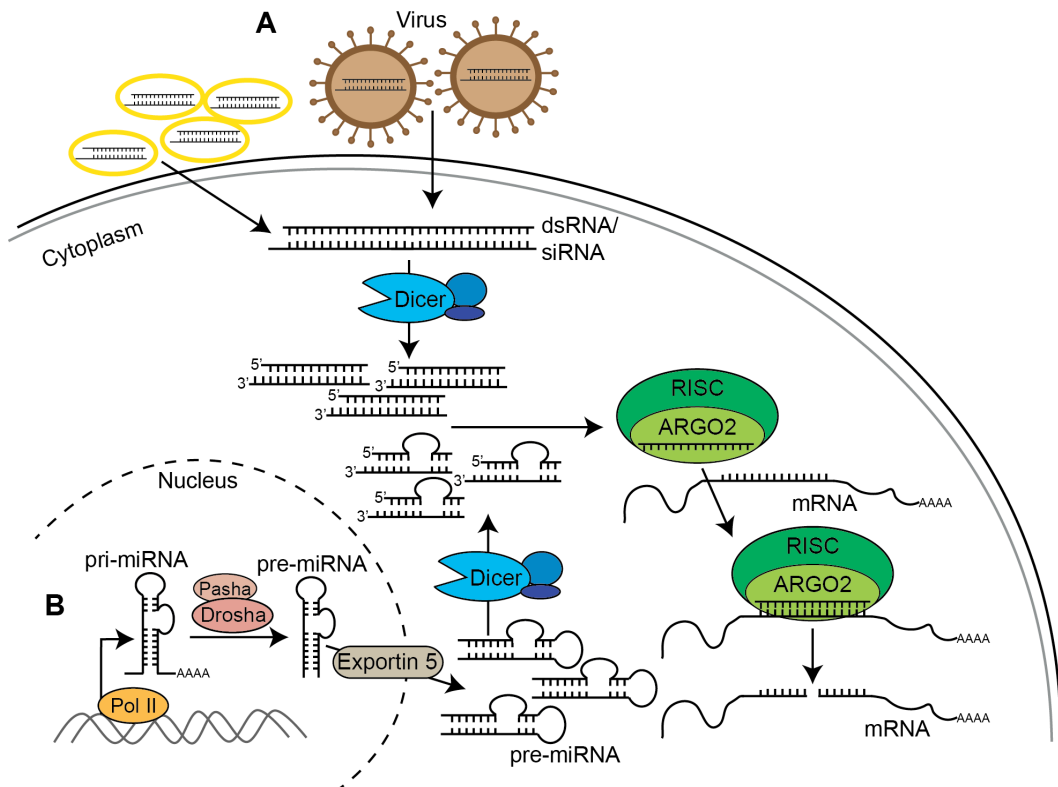 A
Virus
dsRNA/
siRNA
Cytoplasm
Dicer
5'
3'
5'
3'
3'
RISC
ARGO2
5'
3'
5'
3'
5'
3'
Nucleus
mRNA
AAAA
RISC
ARGO2
AAAA
pri-miRNA
pre-miRNA
Pasha
Drosha
B
AAAA
Exportin 5
Pol II
Dicer
pre-miRNA
mRNA
AAAA